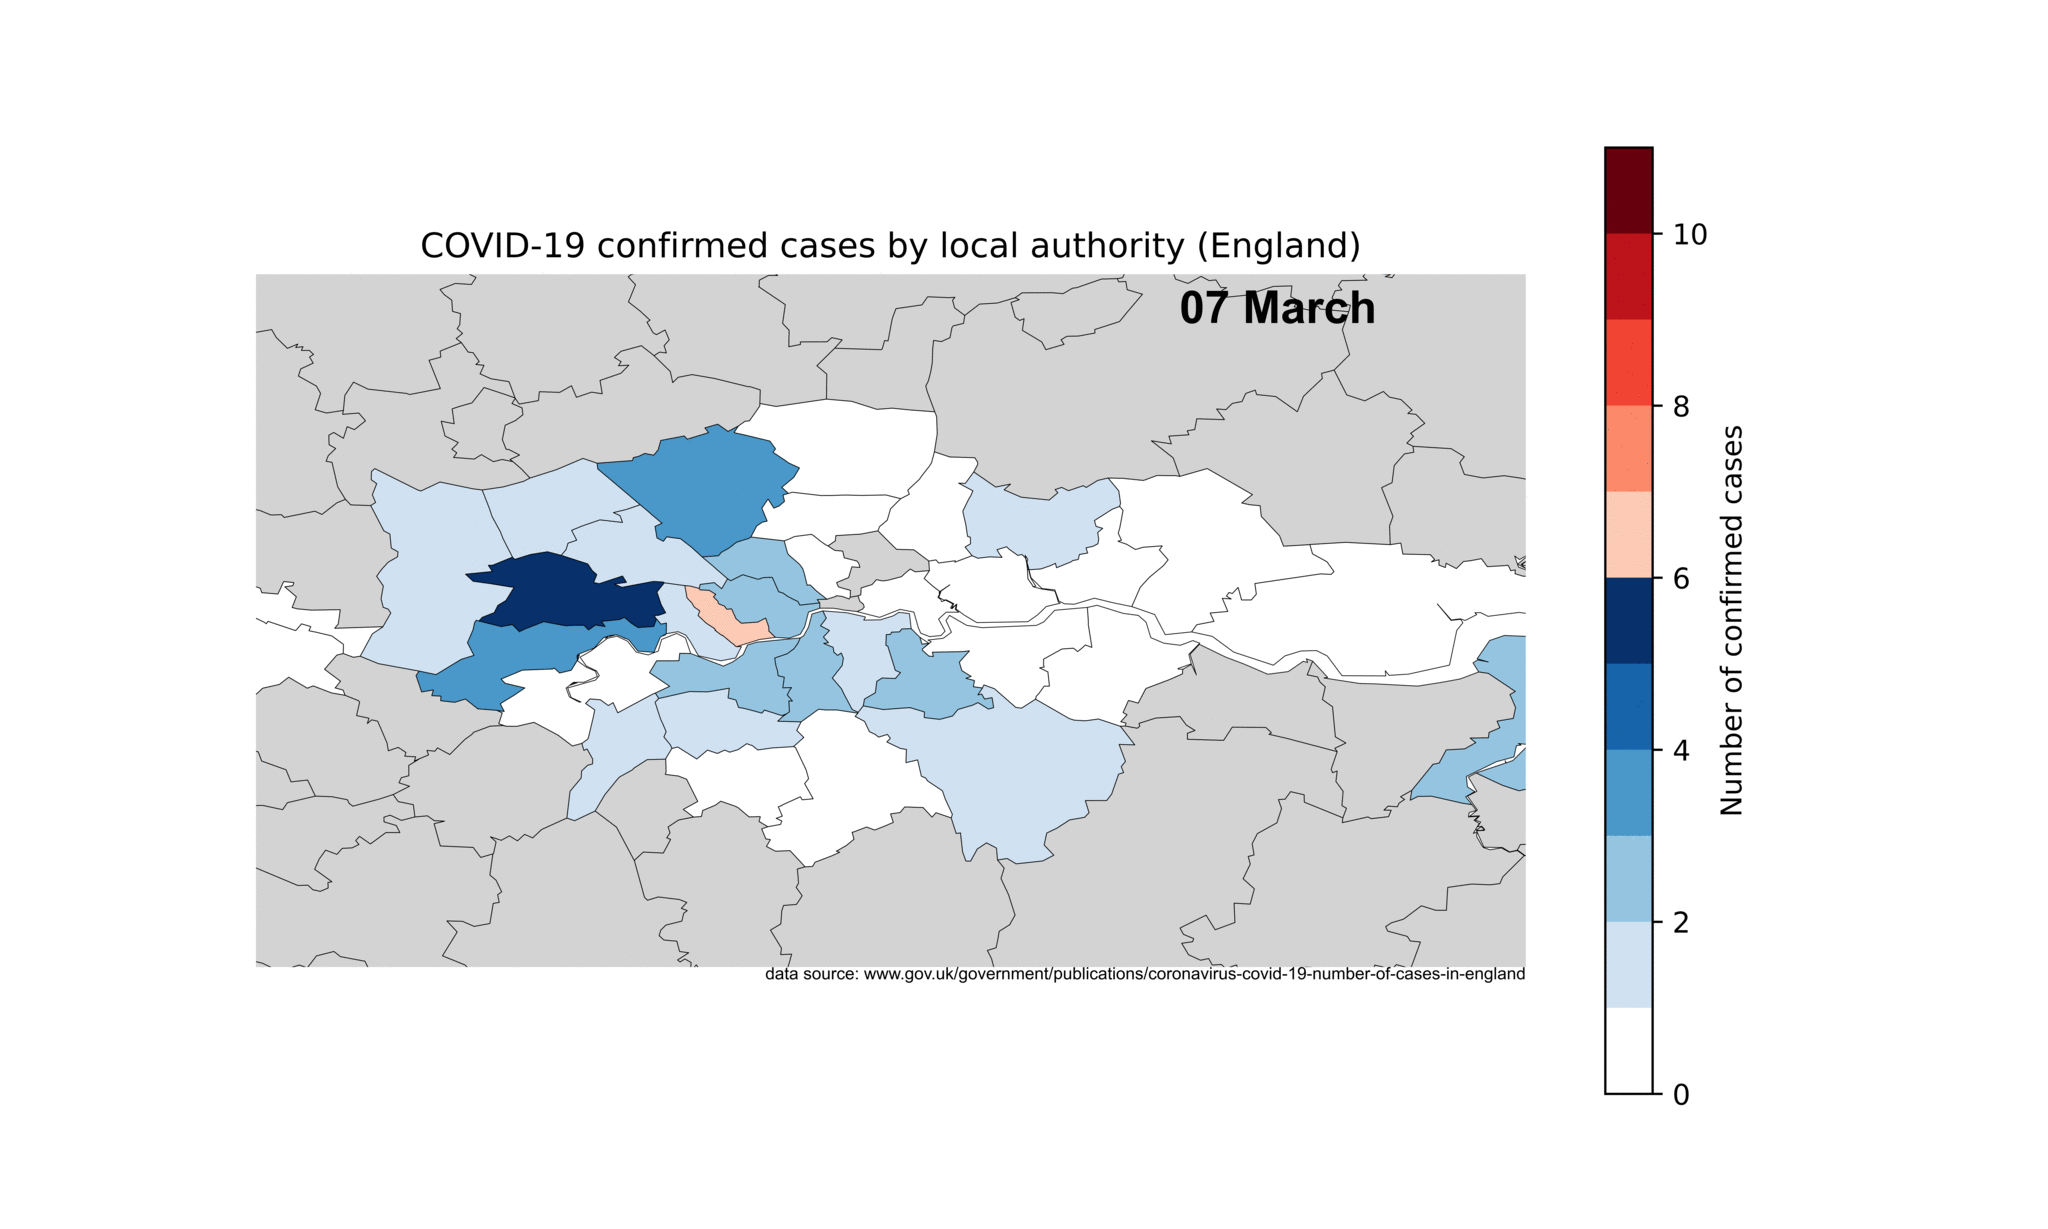 COVID-19 confirmed cases by local authority (England)
07 March
10
8
6
4
2
0
Number of confirmed cases
data source: www.gov.uk/government/publications/coronavirus-covid-19-number-of-cases-in-england